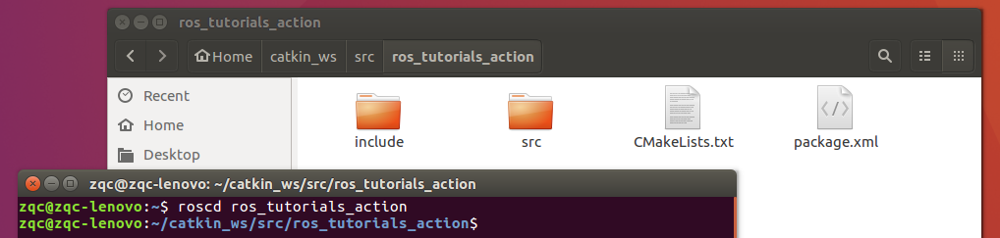 ros_tutorials_action
Home catkin_ws src ros_tutorials_action
Recent
Home
Desktop
include src CMakeLists.txt package.xml
zqc@zqc-lenovo: ~/catkin_ws/src/ros_tutorials_action
zqc@zqc-lenovo:~$ roscd ros_tutorials_action
zqc@zqc-lenovo:~/catkin_ws/src/ros_tutorials_action$